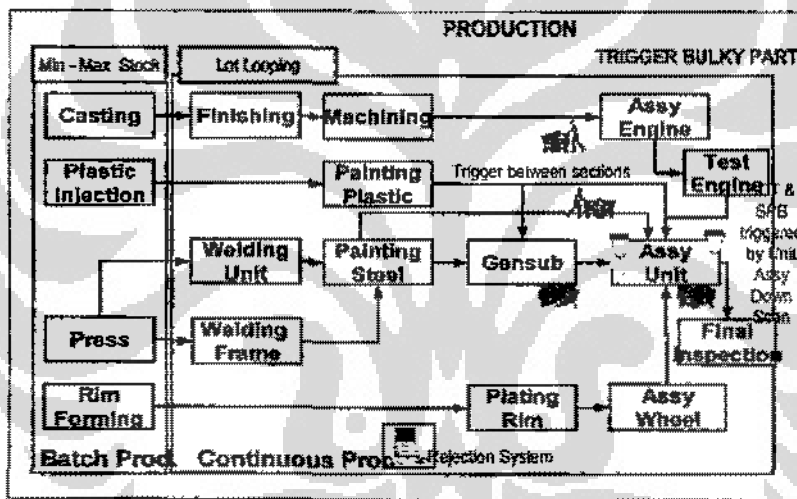 PRODUCTION
Min - Max Stock
Lot Looping
TRIGGER BULKY PART
Casting
Finishing
Machining
Assy
Engine
Plastic
Injection
Painting
Plastic
Trigger between sections
Test
Engine
&
triggered
by Unit
Assy
Down
Scan
Welding
Unit
Painting
Steel
Gensub
Assy
Unit
Press
Welding
Frame
Final
Inspection
Rim
Forming
Plating
Rim
Assy
Wheel
Batch Prod.
Continuous
Rejection System